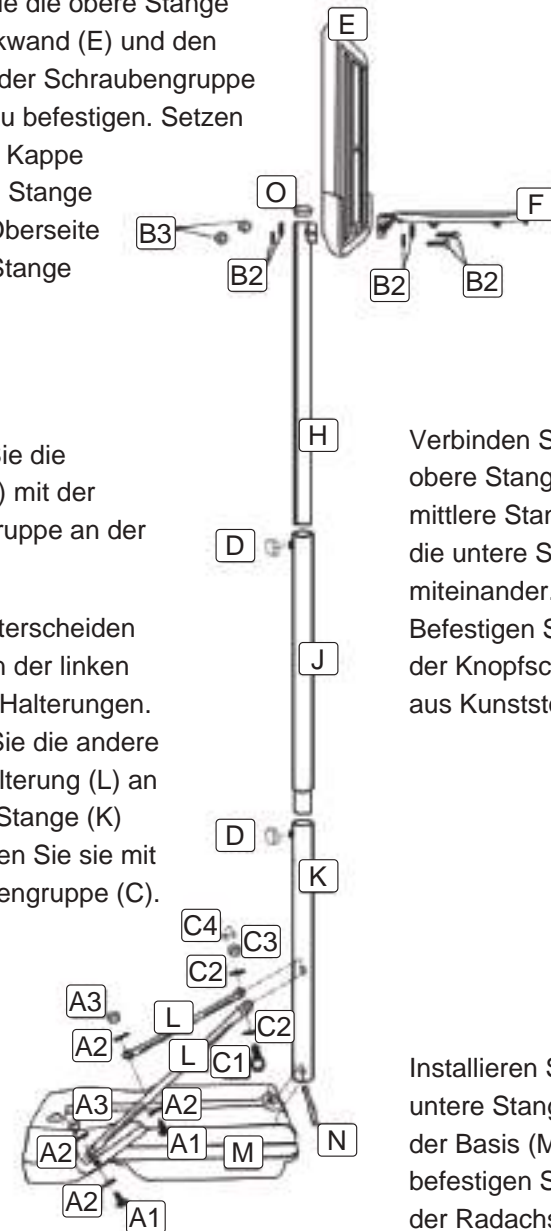 die obere Stange
kwand (E) und den
der Schraubengruppe
u befestigen. Setzen
Kappe
Stange
Oberseite
Stange
E
O
F
B3
B2
B2
B2
H
Sie die
) mit der
ruppe an der
Verbinden S
obere Stang
mittlere Stan
die untere S
miteinander.
Befestigen S
der Knopfsc
aus Kunststo
D
terscheiden
n der linken
Halterungen.
Sie die andere
lterung (L) an
Stange (K)
en Sie sie mit
engruppe (C).
J
D
K
C4
C3
C2
A3
L
C2
A2
L
C1
A3
A2
A2
A1
M
N
A2
A1
Installieren S
untere Stang
der Basis (M
befestigen S
der Radachs